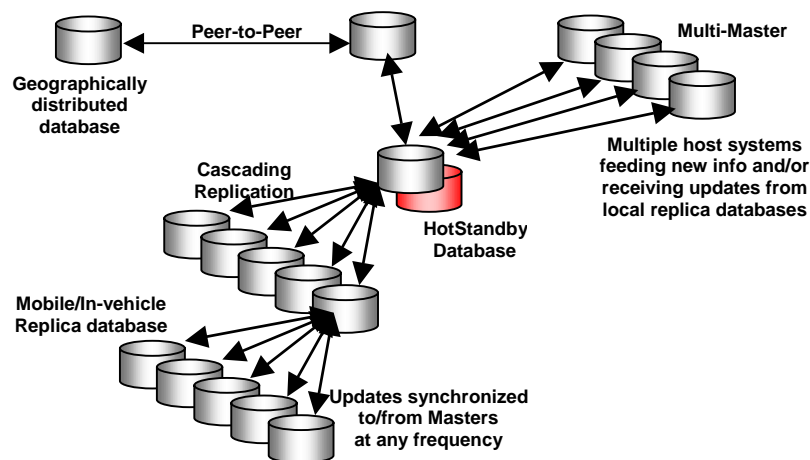 Peer-to-Peer
Multi-Master
Geographically
distributed
database
Multiple host systems
feeding new info and/or
receiving updates from
local replica databases
Cascading
Replication
HotStandby
Database
Mobile/In-vehicle
Replica database
Updates synchronized
to/from Masters
at any frequency